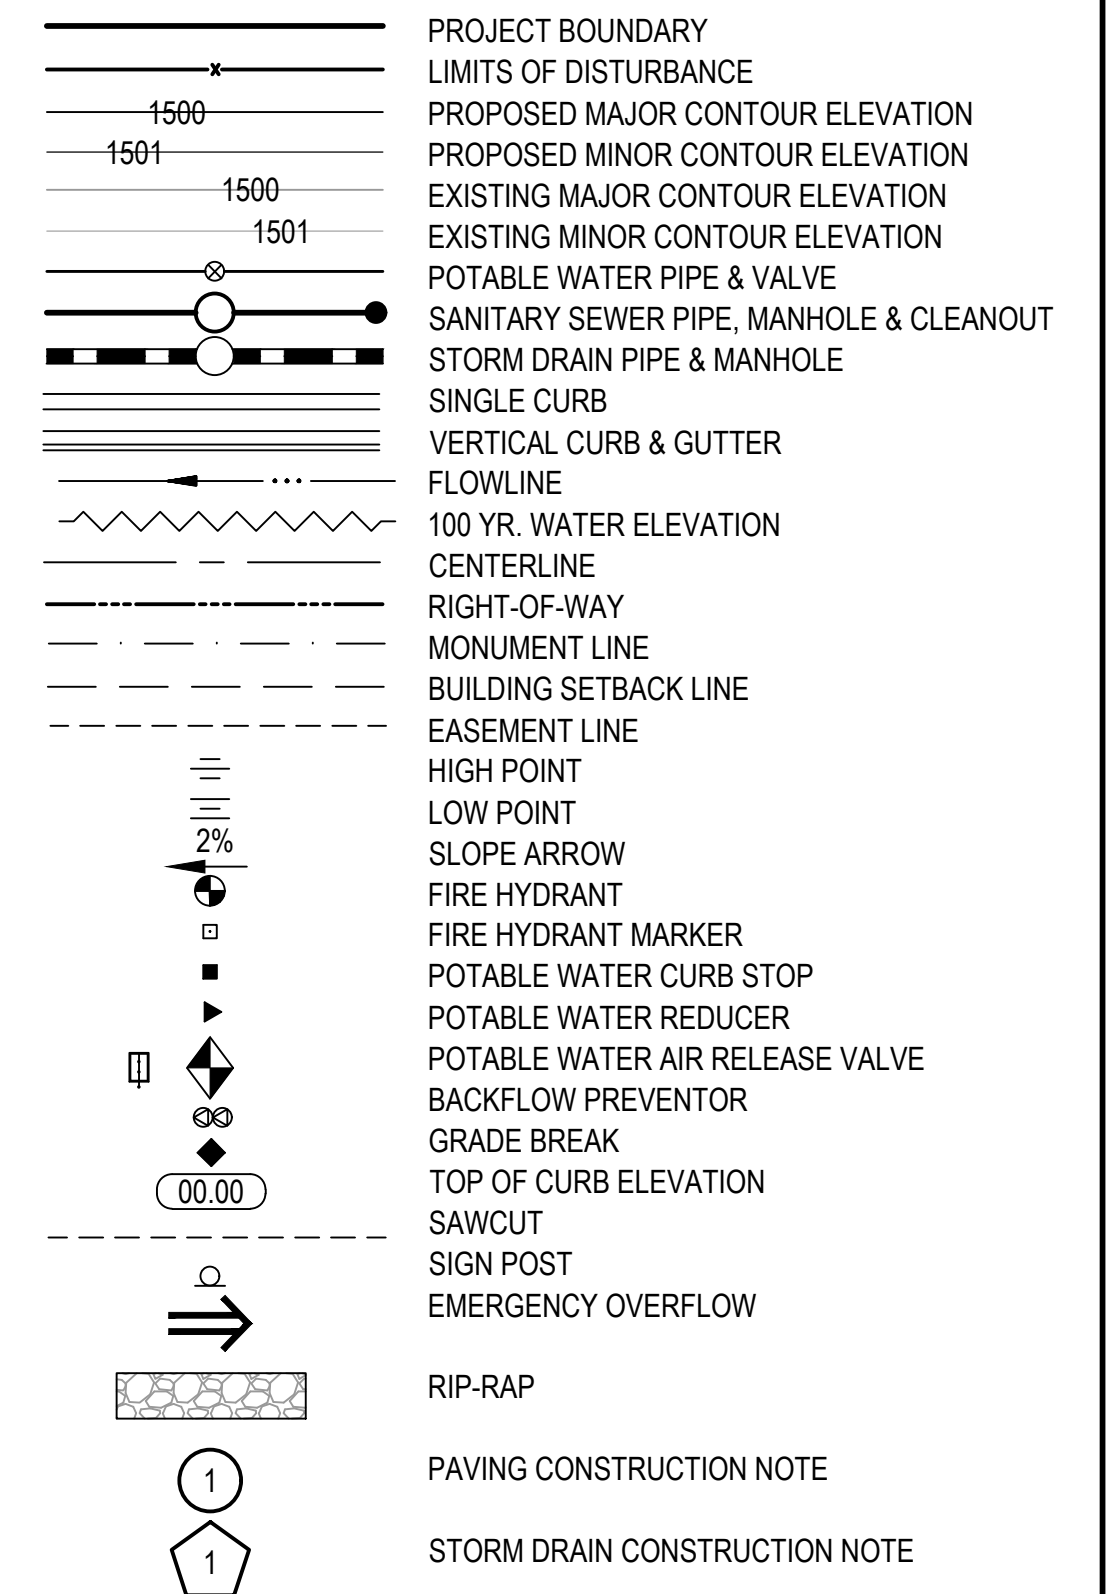 PROJECT BOUNDARY
LIMITS OF DISTURBANCE
1500 PROPOSED MAJOR CONTOUR ELEVATION
1501 PROPOSED MINOR CONTOUR ELEVATION
1500 EXISTING MAJOR CONTOUR ELEVATION
1501 EXISTING MINOR CONTOUR ELEVATION
POTABLE WATER PIPE & VALVE
SANITARY SEWER PIPE, MANHOLE & CLEANOUT
STORM DRAIN PIPE & MANHOLE
SINGLE CURB
VERTICAL CURB & GUTTER
FLOWLINE
100 YR. WATER ELEVATION
CENTERLINE
RIGHT-OF-WAY
MONUMENT LINE
BUILDING SETBACK LINE
EASEMENT LINE
HIGH POINT
LOW POINT
2% SLOPE ARROW
FIRE HYDRANT
FIRE HYDRANT MARKER
POTABLE WATER CURB STOP
POTABLE WATER REDUCER
POTABLE WATER AIR RELEASE VALVE
BACKFLOW PREVENTOR
GRADE BREAK
00.00 TOP OF CURB ELEVATION
SAWCUT
SIGN POST
EMERGENCY OVERFLOW
RIP-RAP
1 PAVING CONSTRUCTION NOTE
1 STORM DRAIN CONSTRUCTION NOTE